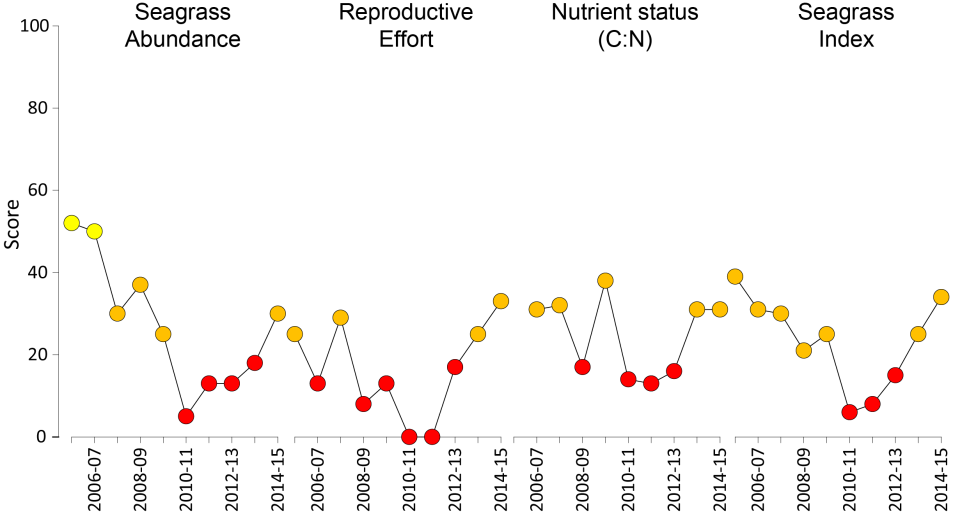 Seagrass
Abundance
Reproductive
Effort
Nutrient status
(C:N)
Seagrass
Index
Score
100
80
60
40
20
0
2006-07
2008-09
2010-11
2012-13
2014-15
2006-07
2008-09
2010-11
2012-13
2014-15
2006-07
2008-09
2010-11
2012-13
2014-15
2006-07
2008-09
2010-11
2012-13
2014-15